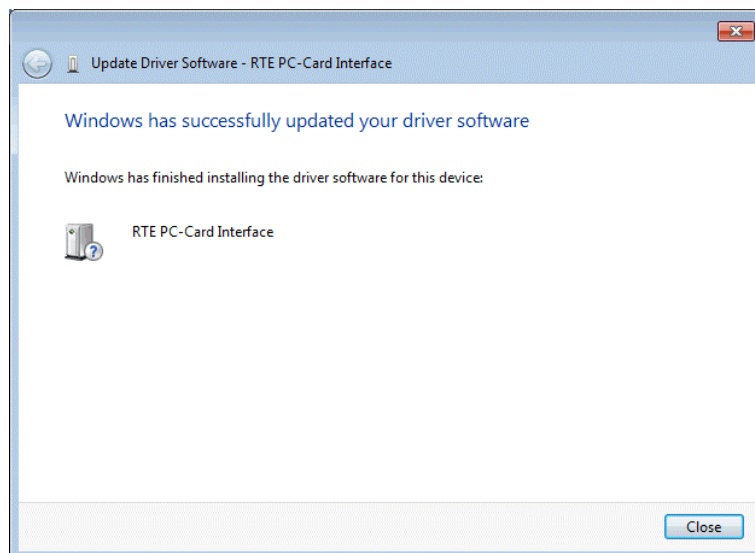 Update Driver Software - RTE PC-Card Interface
Windows has successfully updated your driver software
Windows has finished installing the driver software for this device:
RTE PC-Card Interface
Close